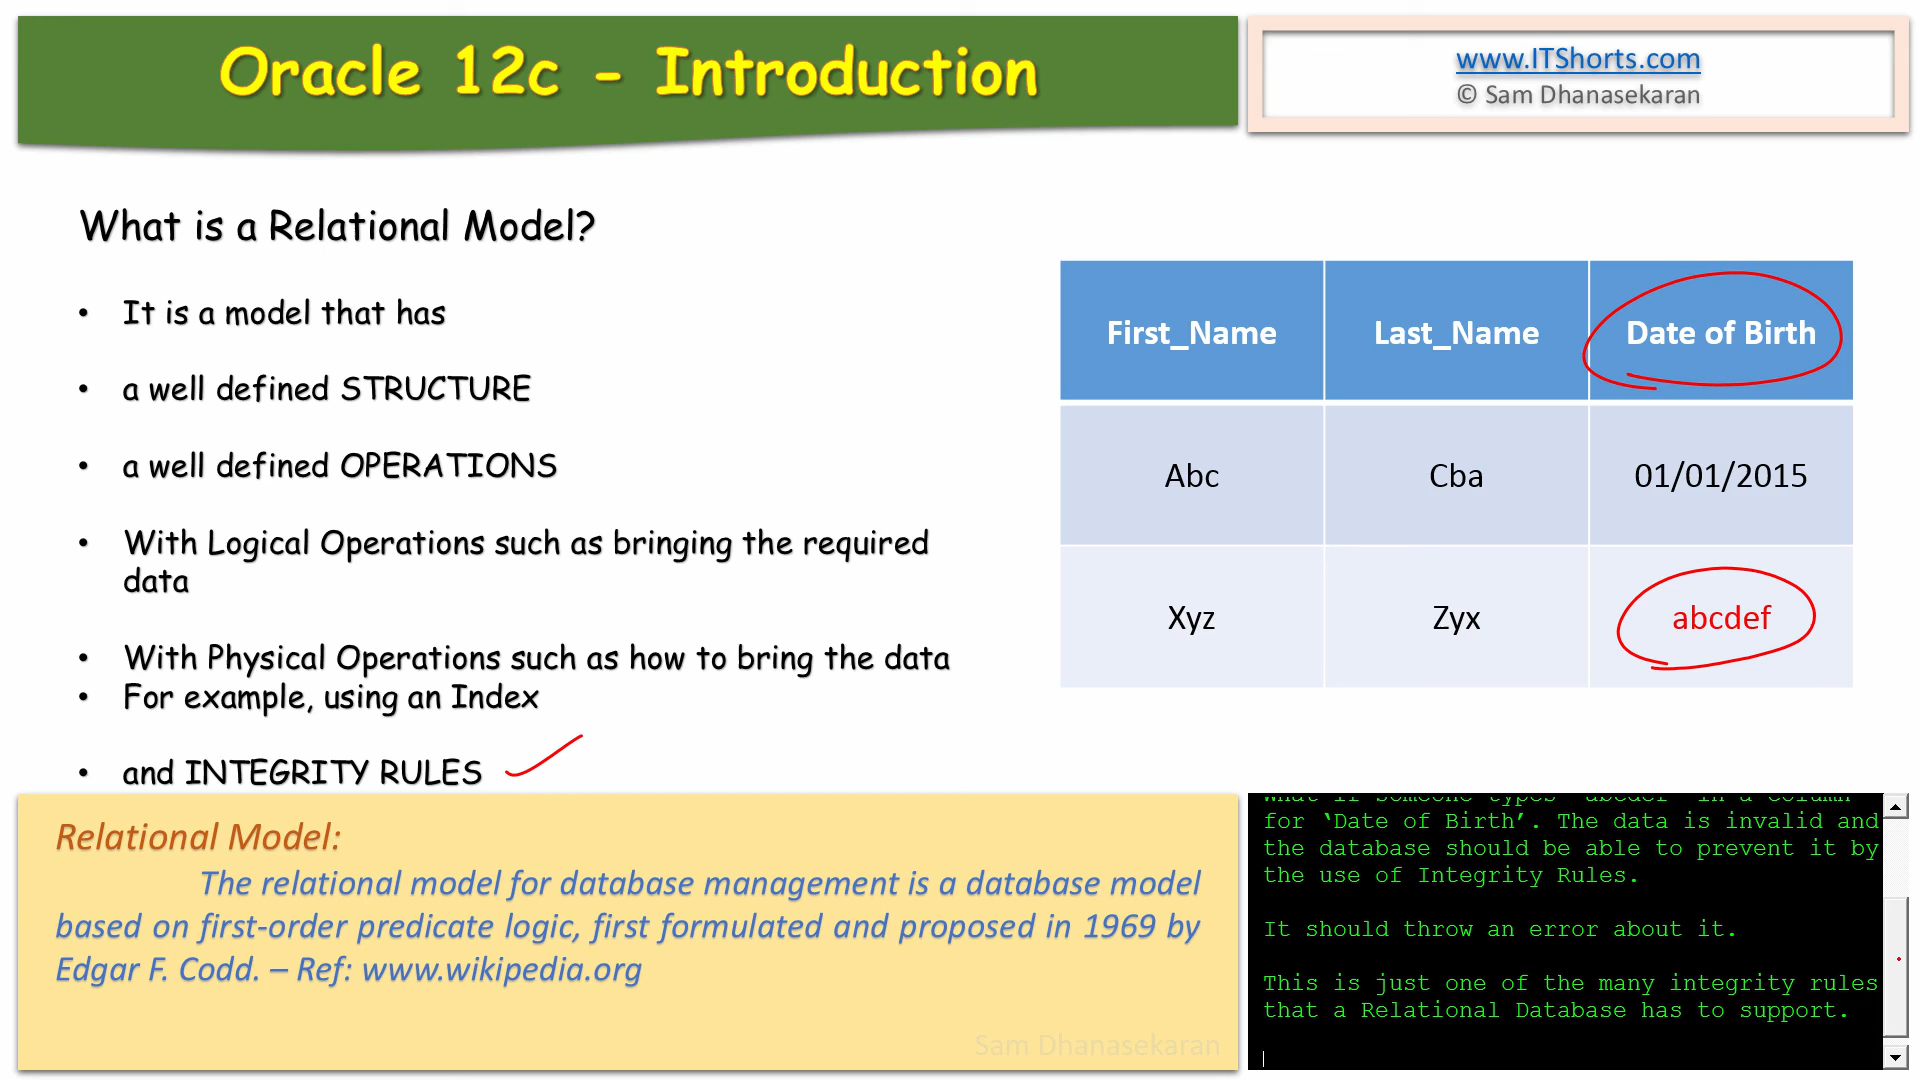 Oracle 12c - Introduction
www.ITShorts.com
© Sam Dhanasekaran
What is a Relational Model?
• It is a model that has
• a well defined STRUCTURE
• a well defined OPERATIONS
• With Logical Operations such as bringing the required
data
• With Physical Operations such as how to bring the data
• For example, using an Index
• and INTEGRITY RULES
First_Name Last_Name Date of Birth
Abc Cba 01/01/2015
Xyz Zyx abcdef
Relational Model:
The relational model for database management is a database model
based on first-order predicate logic, first formulated and proposed in 1969 by
Edgar F. Codd. – Ref: www.wikipedia.org
Sam Dhanasekaran
What if someone types 'abcdef' in a column
for ‘Date of Birth’. The data is invalid and
the database should be able to prevent it by
the use of Integrity Rules.
It should throw an error about it.
This is just one of the many integrity rules
that a Relational Database has to support.